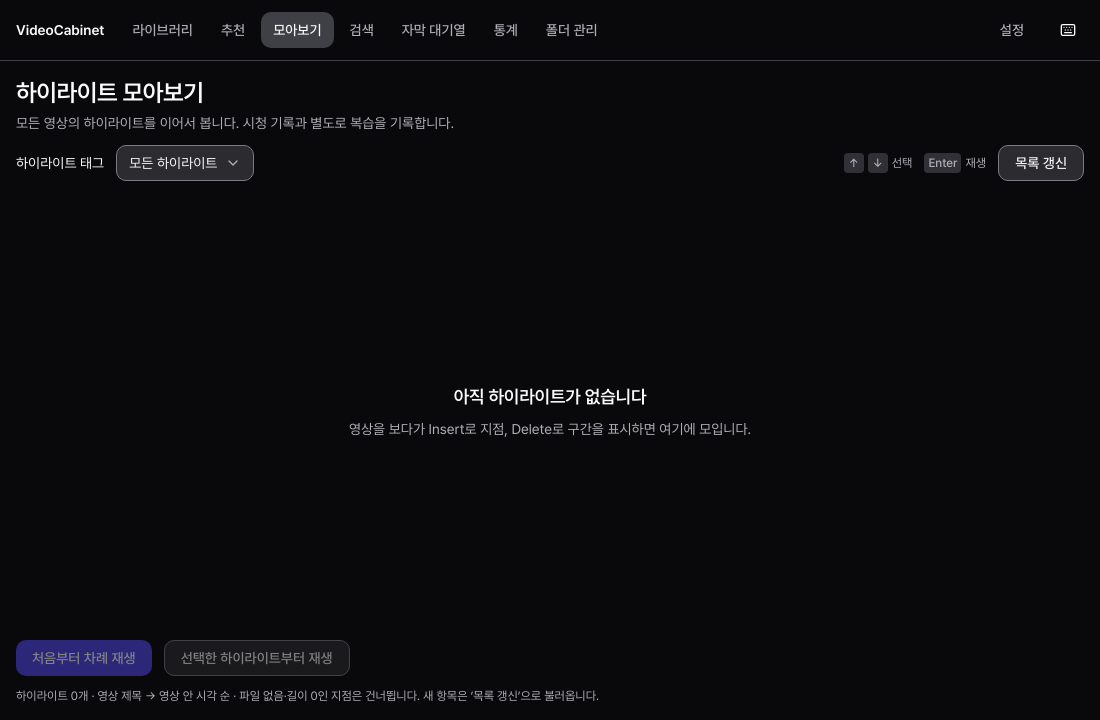 VideoCabinet 라이브러리 추천 모아보기 검색 자막 대기열 통계 폴더 관리 설정
하이라이트 모아보기
모든 영상의 하이라이트를 이어서 봅니다. 시청 기록과 별도로 복습을 기록합니다.
하이라이트 태그 모든 하이라이트 ↑ ↓ 선택 Enter 재생 목록 갱신
아직 하이라이트가 없습니다
영상을 보다가 Insert로 지점, Delete로 구간을 표시하면 여기에 모입니다.
처음부터 차례 재생 선택한 하이라이트부터 재생
하이라이트 0개 · 영상 제목 → 영상 안 시각 순 · 파일 없음·길이 0인 지점은 건너뜁니다. 새 항목은 ‘목록 갱신’으로 불러옵니다.